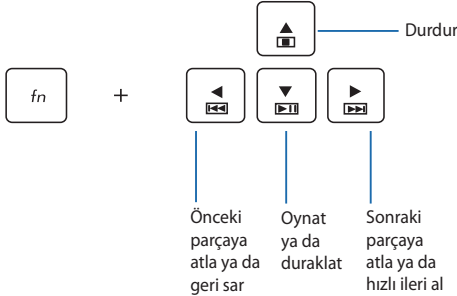 Durdur
fn
+
Önceki
parçaya
atla ya da
geri sar
Oynat
ya da
duraklat
Sonraki
parçaya
atla ya da
hızlı ileri al